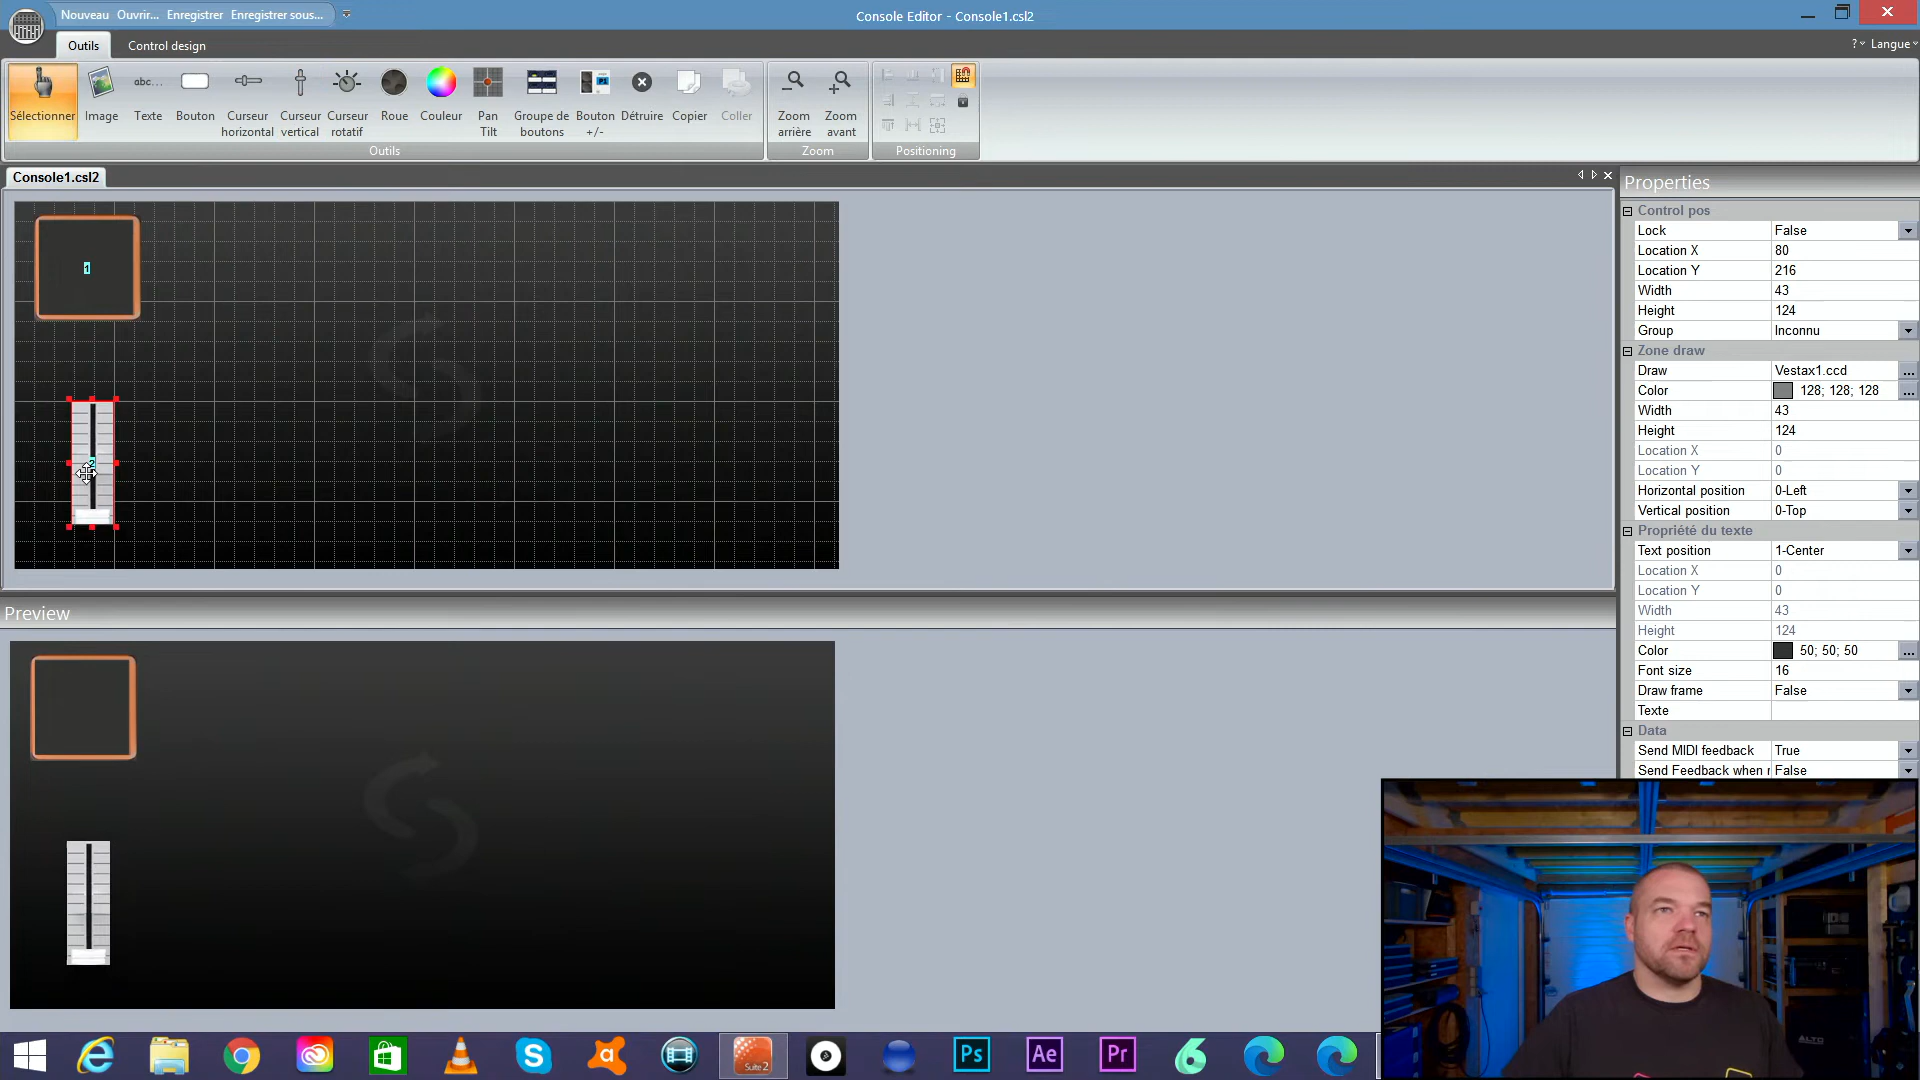 Nouveau Ouvrir... Enregistrer Enregistrer sous...
Console Editor - Console1.csl2
Outils Control design
? Langue
Sélectionner
Image
abc...
Texte
Bouton
Curseur horizontal
Curseur vertical
Curseur rotatif
Roue
Couleur
Pan Tilt
Groupe de boutons
P1
Bouton +/-
Détruire
Copier
Coller
Zoom arrière
Zoom avant
Outils
Zoom
Positioning
Console1.csl2
1
2
Preview
Properties
Control pos
Lock False
Location X 80
Location Y 216
Width 43
Height 124
Group Inconnu
Zone draw
Draw Vestax1.ccd ...
Color 128; 128; 128 ...
Width 43
Height 124
Location X 0
Location Y 0
Horizontal position 0-Left
Vertical position 0-Top
Propriété du texte
Text position 1-Center
Location X 0
Location Y 0
Width 43
Height 124
Color 50; 50; 50 ...
Font size 16
Draw frame False
Texte
Data
Send MIDI feedback True
Send Feedback when r False
Suite 2
Ps
Ae
Pr
ALTO